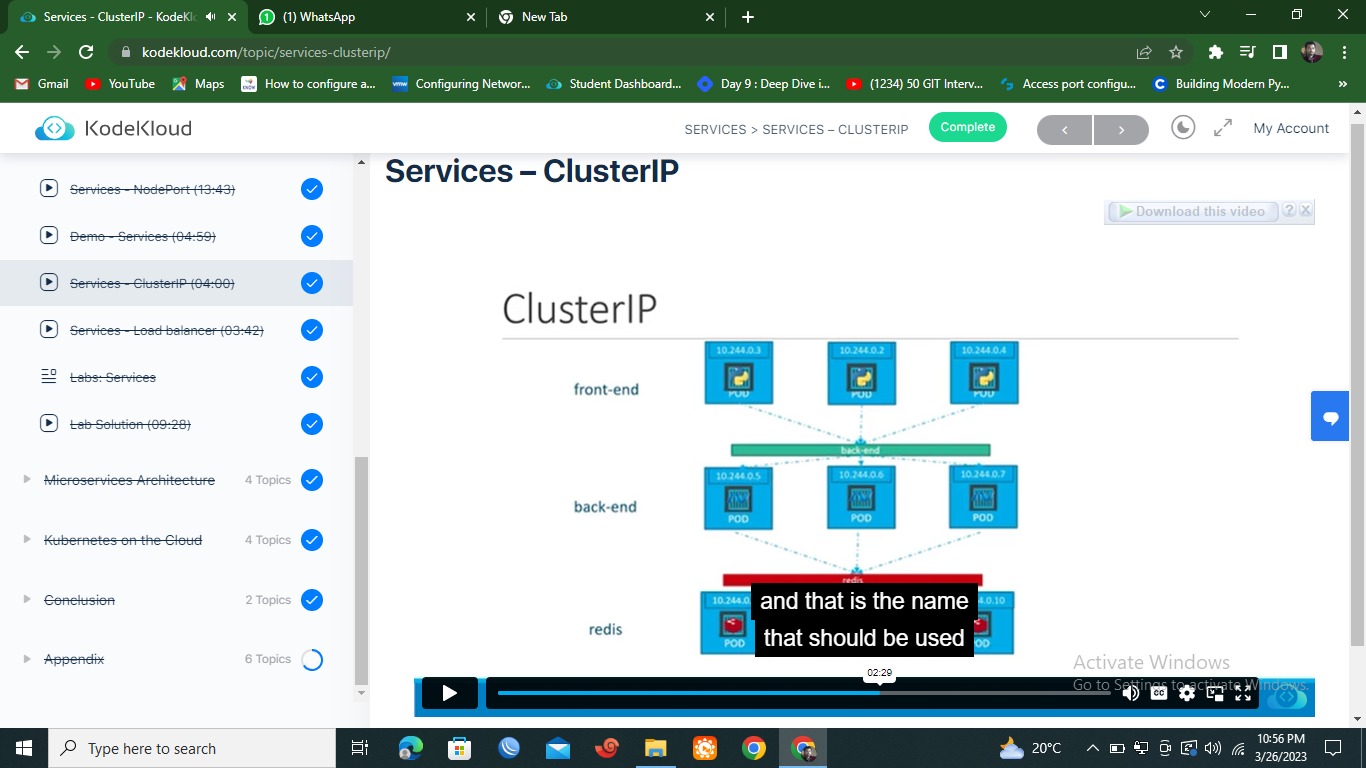 Services - ClusterIP - KodeKl
(1) WhatsApp
New Tab
kodekloud.com/topic/services-clusterip/
Gmail
YouTube
Maps
How to configure a...
Configuring Networ...
Student Dashboard...
Day 9 : Deep Dive i...
(1234) 50 GIT Interv...
Access port configu...
Building Modern Py...
»
KodeKloud
SERVICES > SERVICES – CLUSTERIP
Complete
My Account
Services - NodePort (13:43)
Demo - Services (04:59)
Services - ClusterIP (04:00)
Services - Load balancer (03:42)
Labs: Services
Lab Solution (09:28)
Microservices Architecture 4 Topics
Kubernetes on the Cloud 4 Topics
Conclusion 2 Topics
Appendix 6 Topics
Services – ClusterIP
Download this video ? X
ClusterIP
10.244.0.3 10.244.0.2 10.244.0.4
front-end
POD POD POD
back-end
10.244.0.5 10.244.0.6 10.244.0.7
back-end
POD POD POD
redis
10.244.0. 4.0.10
redis
POD POD
and that is the name
that should be used
02:29
CC
Activate Windows
Go to Settings to activate Windows.
Type here to search
20°C
10:56 PM
3/26/2023